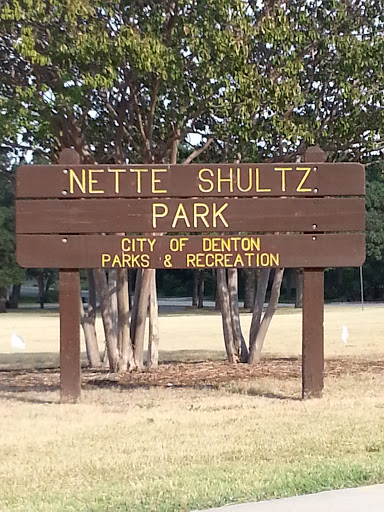 NETTE SHULTZ
PARK
CITY OF DENTON
PARKS & RECREATION